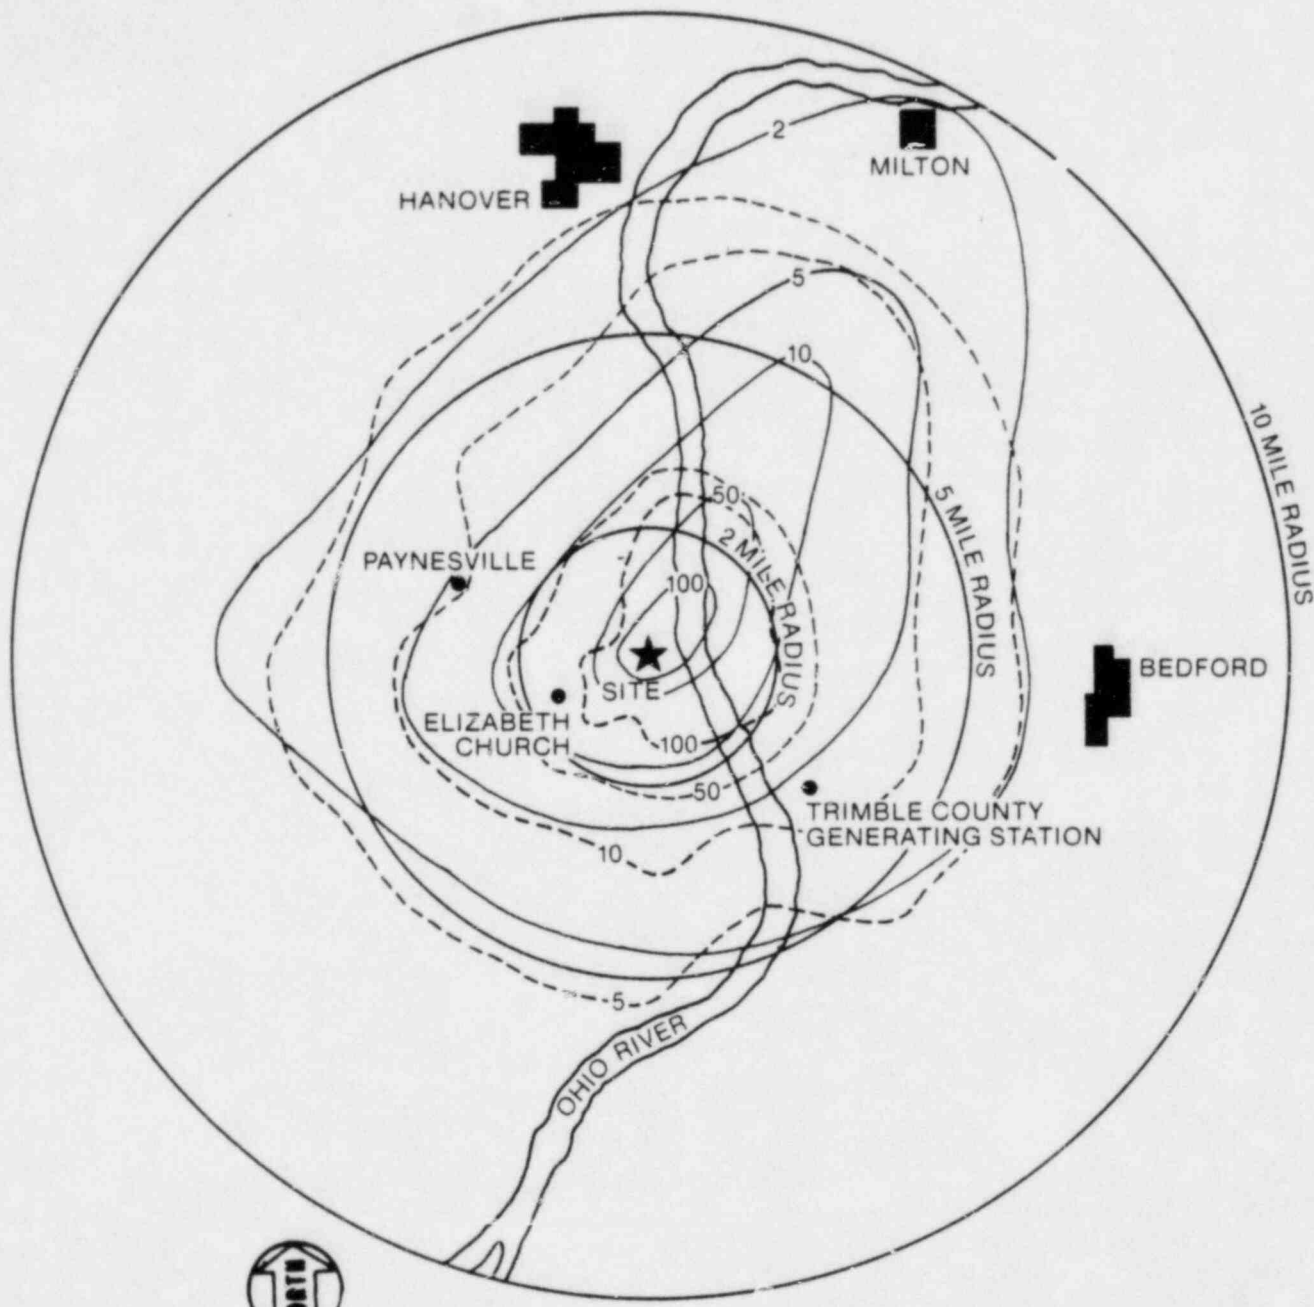 2
MILTON
HANOVER
5
10
10 MILE RADIUS
50
5 MILE RADIUS
2 MILE RADIUS
PAYNESVILLE
100
BEDFORD
SITE
ELIZABETH
CHURCH
100
50
TRIMBLE COUNTY
GENERATING STATION
10
5
OHIO RIVER